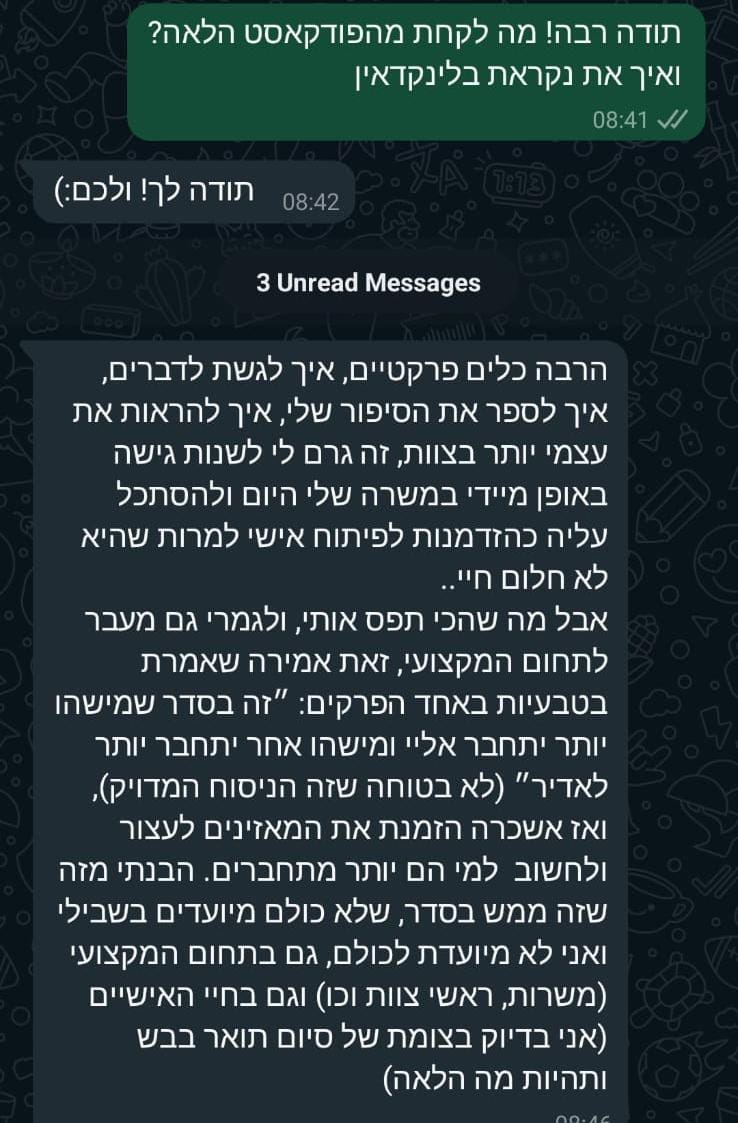 תודה רבה! מה לקחת מהפודקאסט הלאה?
ואיך את נקראת בלינקדאין
08:41
תודה לך! ולכם:)
08:42
3 Unread Messages
הרבה כלים פרקטיים, איך לגשת לדברים,
איך לספר את הסיפור שלי, איך להראות את
עצמי יותר בצוות, זה גרם לי לשנות גישה
באופן מיידי במשרה שלי היום ולהסתכל
עליה כהזדמנות לפיתוח אישי למרות שהיא
לא חלום חיי..
אבל מה שהכי תפס אותי, ולגמרי גם מעבר
לתחום המקצועי, זאת אמירה שאמרת
בטבעיות באחד הפרקים: "זה בסדר שמישהו
יותר יתחבר אליי ומישהו אחר יתחבר יותר
לאדיר" (לא בטוחה שזה הניסוח המדויק),
ואז אשכרה הזמנת את המאזינים לעצור
ולחשוב למי הם יותר מתחברים. הבנתי מזה
שזה ממש בסדר, שלא כולם מיועדים בשבילי
ואני לא מיועדת לכולם, גם בתחום המקצועי
(משרות, ראשי צוות וכו) וגם בחיי האישיים
(אני בדיוק בצומת של סיום תואר בבש
ותהיות מה הלאה)
08:46